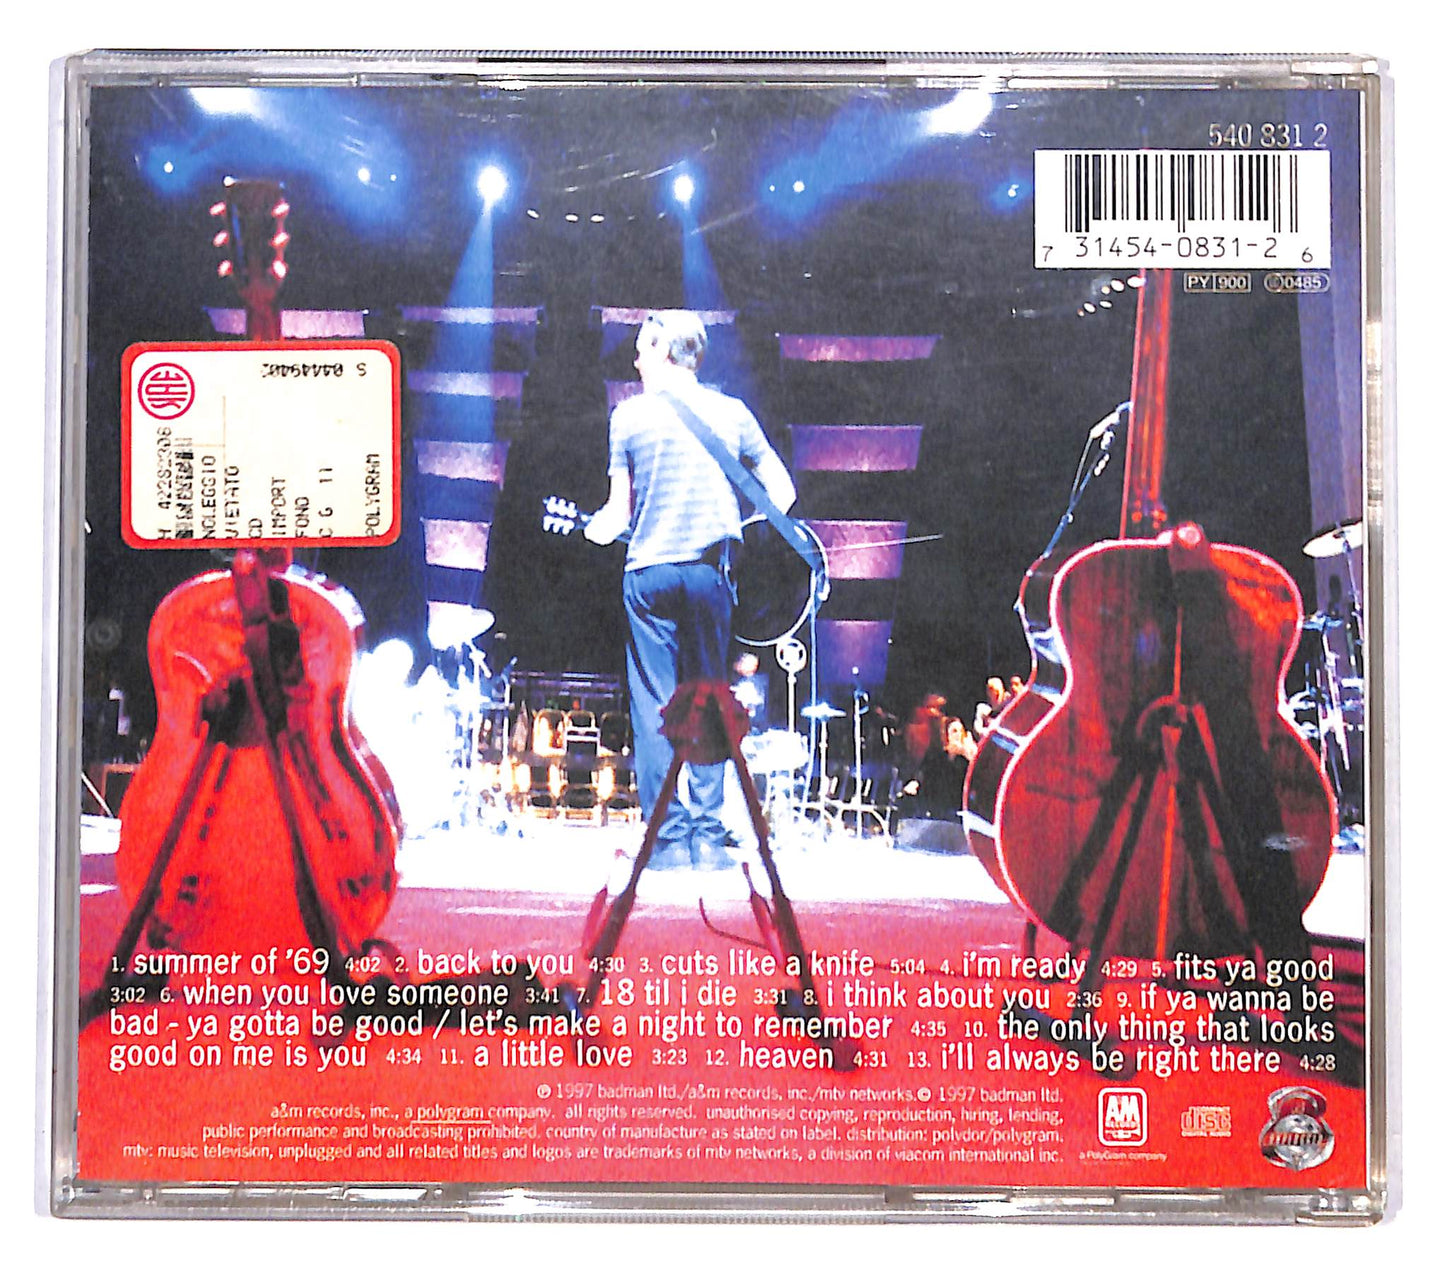 540 831 2
7 31454-0831-2 6
PY 900 0485
S
H 42282308
NOLEGGIO
VIETATO
CD
IMPORT
FOND
C G 11
POLYGRAM
1. summer of '69 4:02 2. back to you 4:30 3. cuts like a knife 5:04 4. i'm ready 4:29 5. fits ya good
3:02 6. when you love someone 3:41 7. 18 til i die 3:31 8. i think about you 2:36 9. if ya wanna be
bad - ya gotta be good / let's make a night to remember 4:35 10. the only thing that looks
good on me is you 4:34 11. a little love 3:23 12. heaven 4:31 13. i'll always be right there 4:28
℗ 1997 badman ltd./a&m records, inc./mtv networks.© 1997 badman ltd.
a&m records, inc., a polygram company. all rights reserved. unauthorised copying, reproduction, hiring, lending,
public performance and broadcasting prohibited. country of manufacture as stated on label. distribution: polydor/polygram.
mtv: music television, unplugged and all related titles and logos are trademarks of mtv networks, a division of viacom international inc.
A&M
RECORDS
a PolyGram company
disc
DIGITAL AUDIO